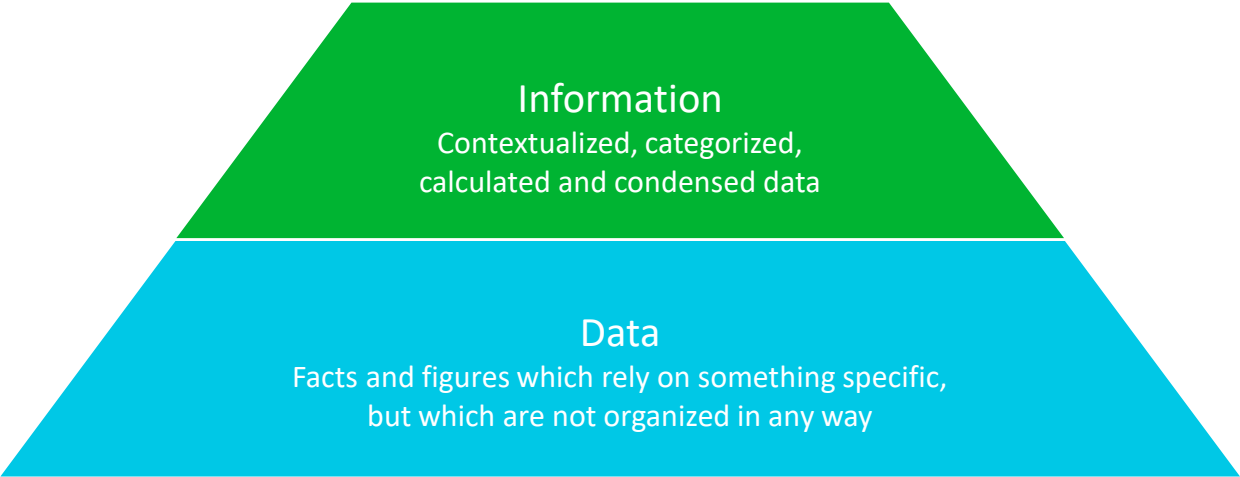 Information
Contextualized, categorized,
calculated and condensed data
Data
Facts and figures which rely on something specific,
but which are not organized in any way